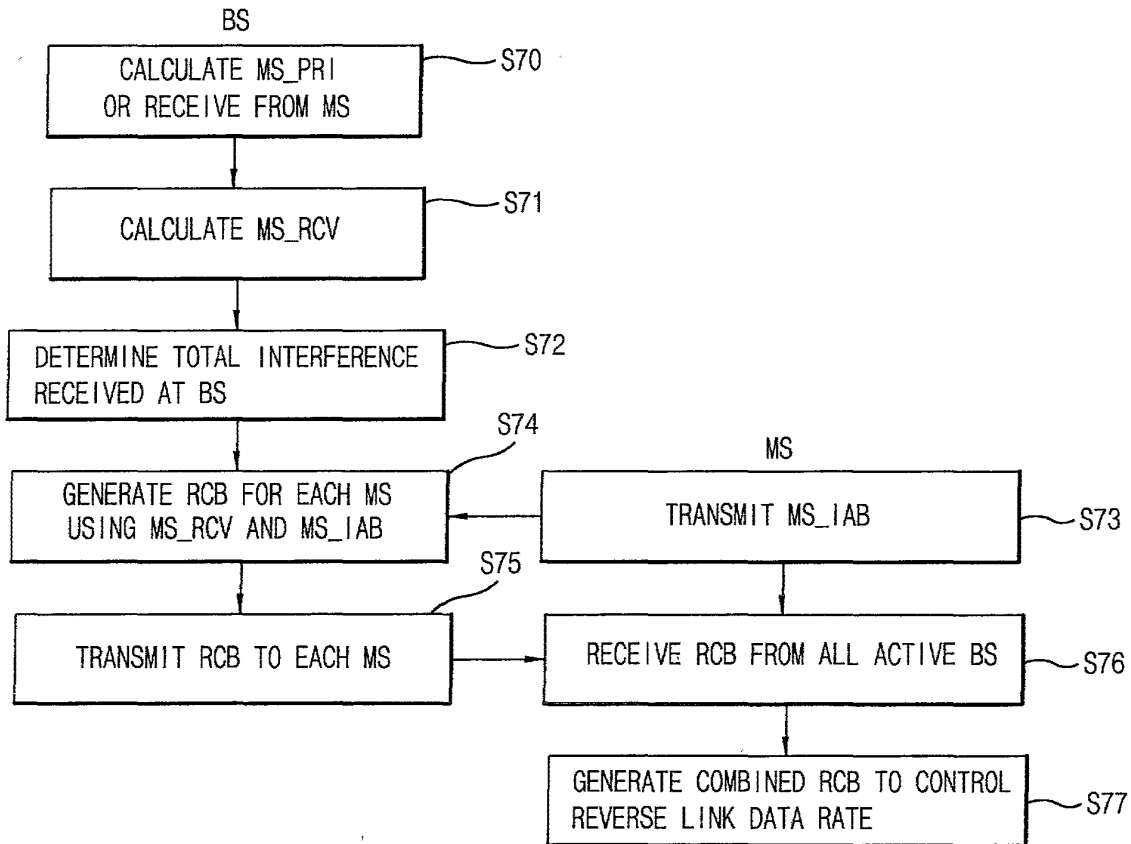 BS
CALCULATE MS_PRI
OR RECEIVE FROM MS
S70
CALCULATE MS_RCV
S71
DETERMINE TOTAL INTERFERENCE
RECEIVED AT BS
S72
GENERATE RCB FOR EACH MS
USING MS_RCV AND MS_IAB
S74
MS
TRANSMIT MS_IAB
S73
TRANSMIT RCB TO EACH MS
S75
RECEIVE RCB FROM ALL ACTIVE BS
S76
GENERATE COMBINED RCB TO CONTROL
REVERSE LINK DATA RATE
S77